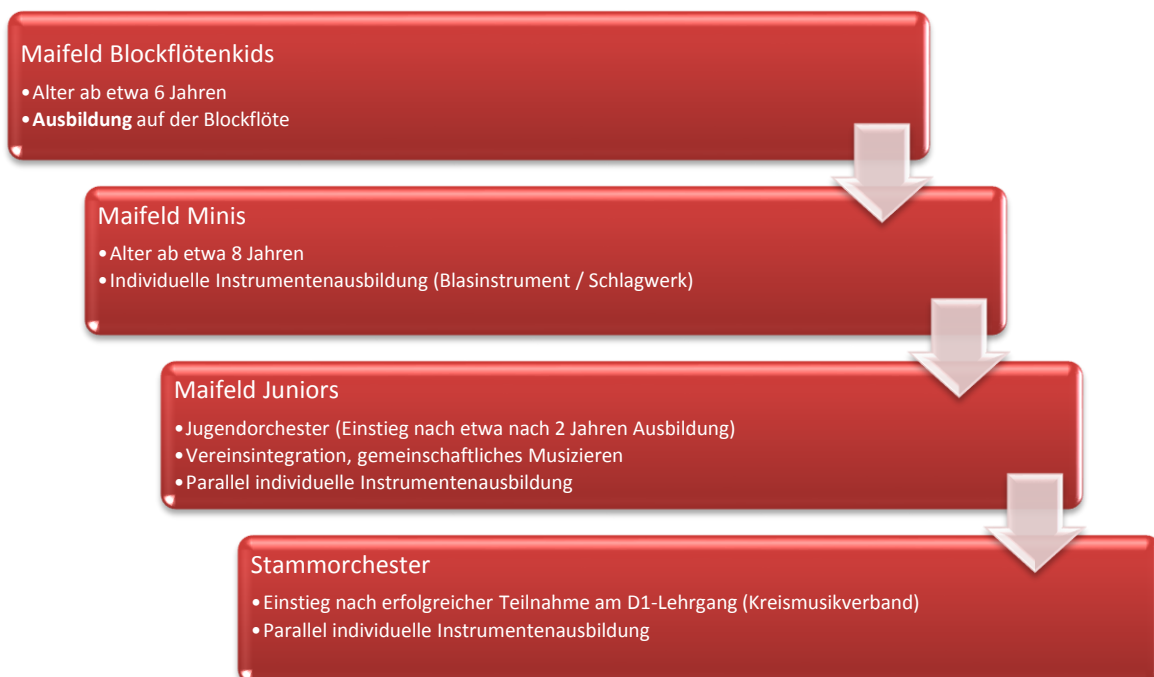 Maifeld Blockflötenkids
•Alter ab etwa 6 Jahren
•Ausbildung auf der Blockflöte
Maifeld Minis
•Alter ab etwa 8 Jahren
•Individuelle Instrumentenausbildung (Blasinstrument / Schlagwerk)
Maifeld Juniors
•Jugendorchester (Einstieg nach etwa nach 2 Jahren Ausbildung)
•Vereinsintegration, gemeinschaftliches Musizieren
•Parallel individuelle Instrumentenausbildung
Stammorchester
•Einstieg nach erfolgreicher Teilnahme am D1-Lehrgang (Kreismusikverband)
•Parallel individuelle Instrumentenausbildung